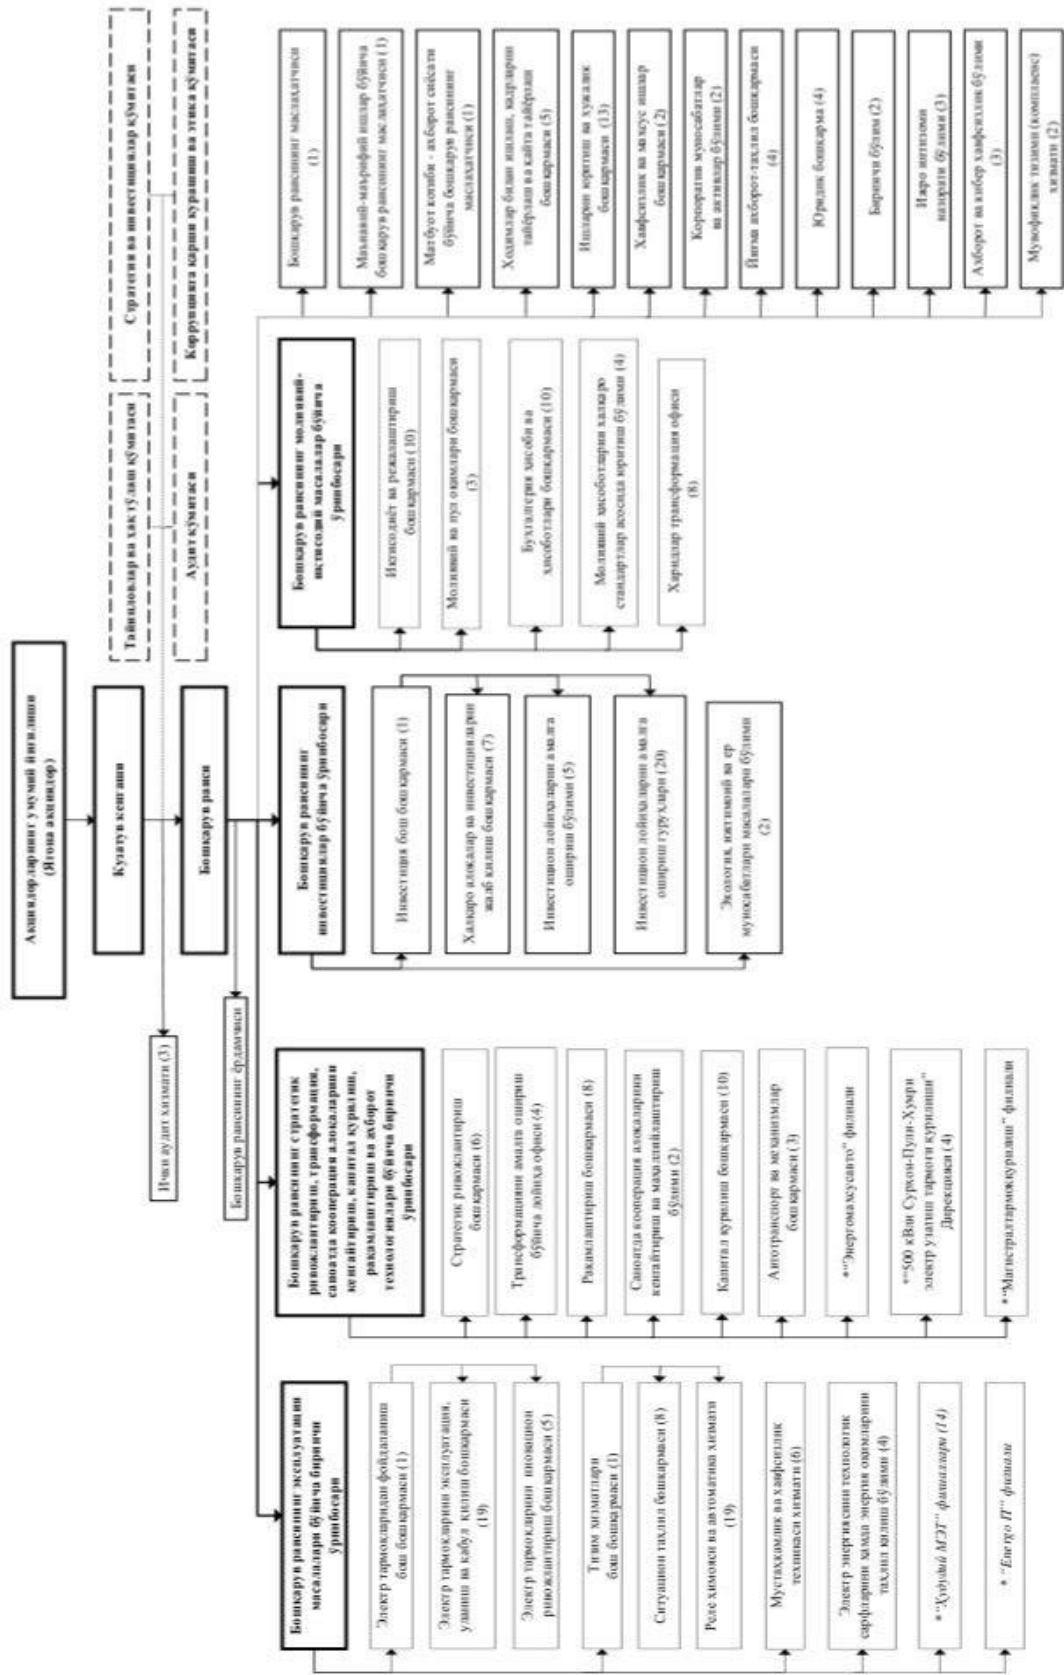 Акциядорларнинг умумий йиғилиши
(Ягона акциядор)
Кузатув кенгаши
Тайинловлар ва ҳақ тўлаш қўмитаси
Стратегия ва инвестициялар қўмитаси
Аудит қўмитаси
Коррупцияга қарши курашиш ва этика қўмитаси
Ички аудит хизмати (3)
Бошқарув раиси
Бошқарув раисининг ёрдамчиси
Бошқарув раисининг эксплуатация
масалалари бўйича биринчи
ўринбосари
Электр тармоқларидан фойдаланиш
бош бошқармаси (1)
Электр тармоқларини эксплуатация,
уланиш ва қабул қилиш бошқармаси
(19)
Электр тармоқларини инновацион
ривожлантириш бошқармаси (5)
Тизим хизматлари
бош бошқармаси (1)
Ситуацион таҳлил бошқармаси (8)
Реле ҳимояси ва автоматика хизмати
(19)
Мустаҳкамлик ва хавфсизлик
техникаси хизмати (6)
Электр энергиясини технологик
сарфларини ҳамда энергия оқимларини
таҳлил қилиш бўлими (4)
*"Ҳудудий МЭТ" филиаллари (14)
* "Energo IT" филиали
Бошқарув раисининг стратегик
ривожлантириш, трансформация,
саноатда кооперация алоқаларини
кенгайтириш, капитал қурилиш,
рақамлаштириш ва ахборот
технологиялари бўйича биринчи
ўринбосари
Стратегик ривожлантириш
бошқармаси (6)
Трансформацияни амалга ошириш
бўйича лойиҳа офиси (4)
Рақамлаштириш бошқармаси (8)
Саноатда кооперация алоқаларини
кенгайтириш ва маҳаллийлаштириш
бўлими (2)
Капитал қурилиш бошқармаси (10)
Автотранспорт ва механизмлар
бошқармаси (3)
*"Энергомахсусавто" филиали
*"500 кВли Сурхон-Пули-Хумри
электр узатиш тармоғи қурилиши"
Дирекцияси (4)
*"Магистралтармоққурилиш" филиали
Бошқарув раисининг
инвестициялар бўйича ўринбосари
Инвестиция бош бошқармаси (1)
Халқаро алоқалар ва инвестицияларни
жалб қилиш бошқармаси (7)
Инвестицион лойиҳаларни амалга
ошириш бўлими (5)
Инвестицион лойиҳаларни амалга
ошириш гуруҳлари (20)
Экологик, ижтимоий ва ер
муносабатлари масалалари бўлими
(2)
Бошқарув раисининг молиявий-
иқтисодий масалалар бўйича
ўринбосари
Иқтисодиёт ва режалаштириш
бошқармаси (10)
Молиявий ва пул оқимлари бошқармаси
(3)
Бухгалтерия ҳисоби ва
ҳисоботлари бошқармаси (10)
Молиявий ҳисоботларни халқаро
стандартлар асосида юритиш бўлими (4)
Харидлар трансформация офиси
(8)
Бошқарув раисининг маслаҳатчиси
(1)
Маънавий-маърифий ишлар бўйича
бошқарув раисининг маслаҳатчиси (1)
Матбуот котиби - ахборот сиёсати
бўйича бошқарув раисининг
маслаҳатчиси (1)
Ходимлар билан ишлаш, кадрларни
тайёрлаш ва қайта тайёрлаш
бошқармаси (5)
Ишларни юритиш ва хўжалик
бошқармаси (13)
Хавфсизлик ва махсус ишлар
бошқармаси (2)
Корпоратив муносабатлар
ва активлар бўлими (2)
Йиғма ахборот-таҳлил бошқармаси
(4)
Юридик бошқарма (4)
Биринчи бўлим (2)
Ижро интизоми
назорати бўлими (3)
Ахборот ва кибер хавфсизлик бўлими
(3)
Мувофиқлик тизими (комплаенс)
хизмати (2)